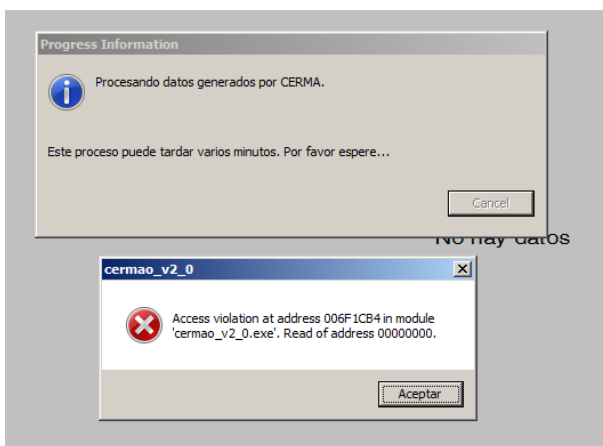 Progress Information
Procesando datos generados por CERMA.
Este proceso puede tardar varios minutos. Por favor espere...
Cancel
No hay datos
cermao_v2_0
Access violation at address 006F1CB4 in module
'cermao_v2_0.exe'. Read of address 00000000.
Aceptar